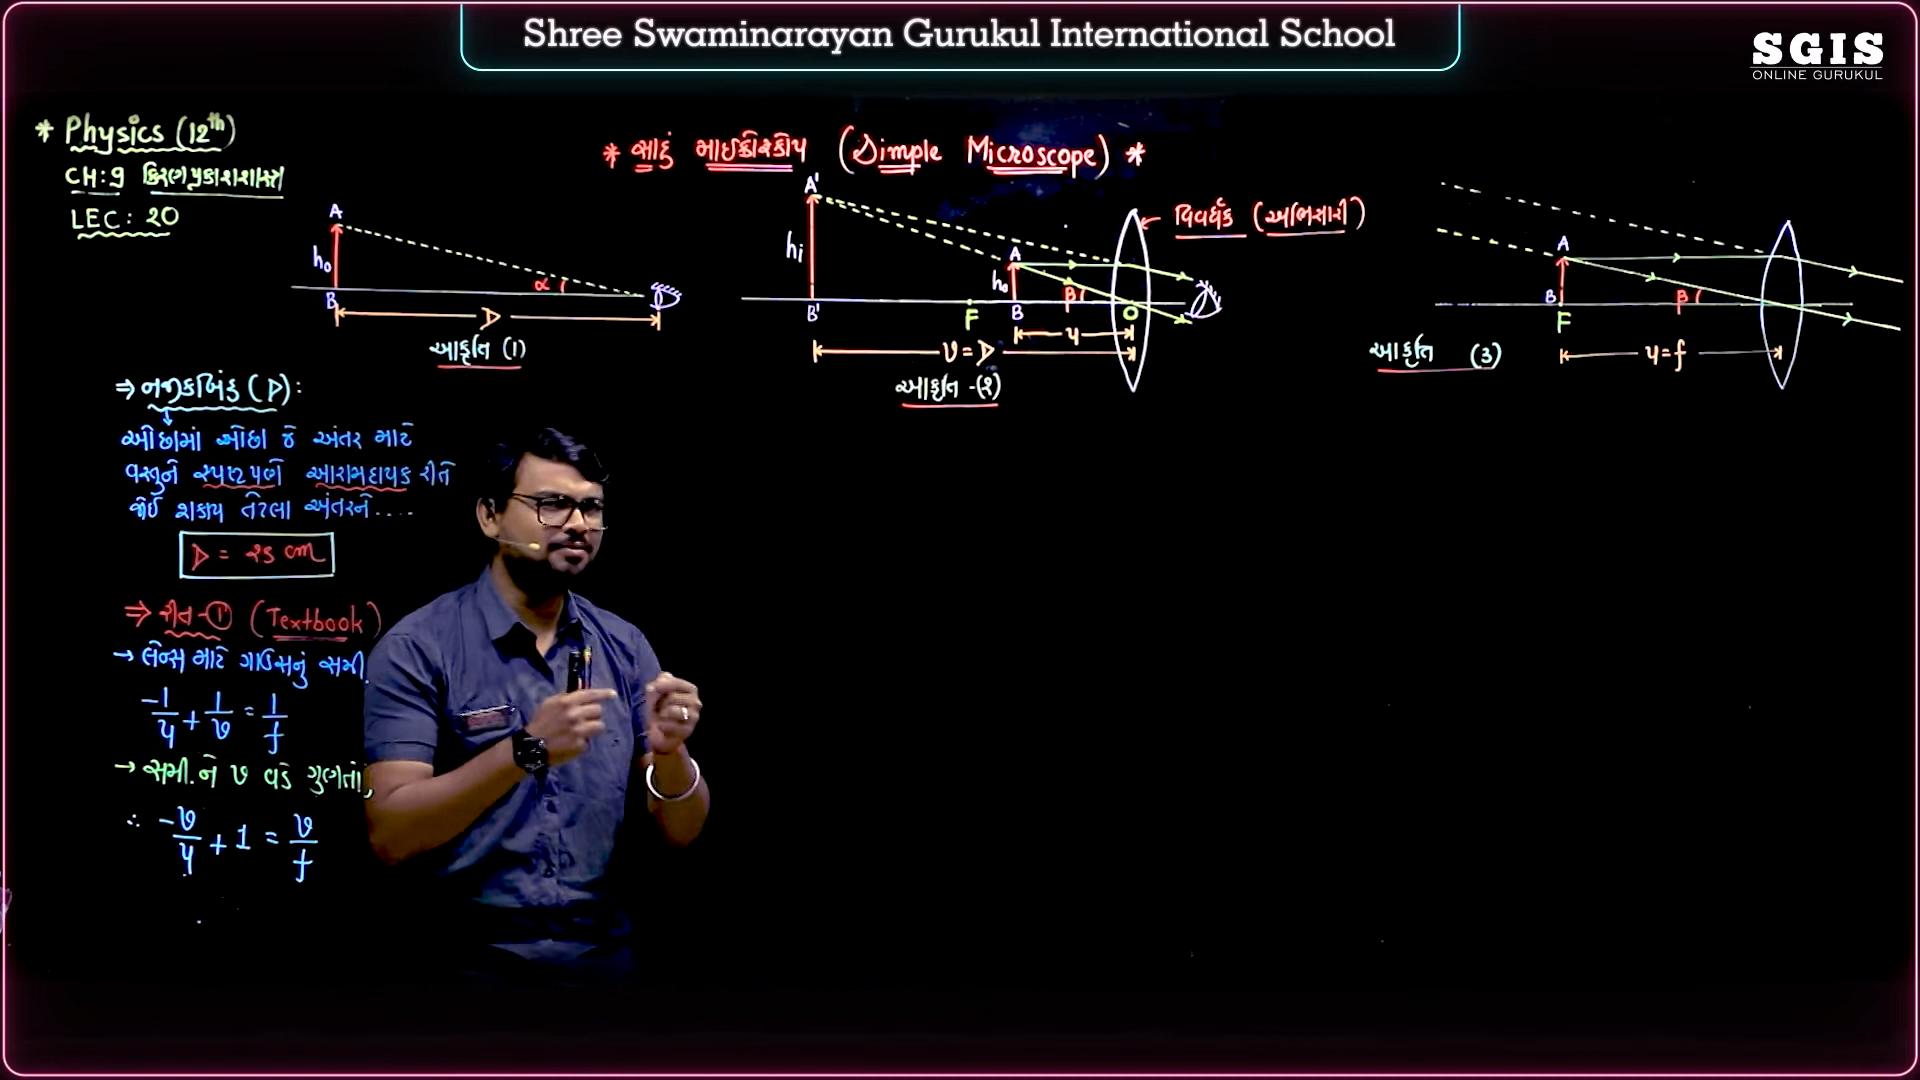 Shree Swaminarayan Gurukul International School
SGIS
ONLINE GURUKUL
* Physics (12th)
CH:9 કિરણપ્રકાશશાસ્ત્ર
LEC: 20
* સાદું માઈક્રોસ્કોપ (Simple Microscope) *
A
h₀
B
α
D
આકૃતિ (1)
A'
hi
B'
F
A
h₀
B
β
O
u
v = D
આકૃતિ -(2)
વિવર્ધક (અભિસારી)
A
B
F
β
u=f
આકૃતિ (3)
⇒ નજીકબિંદુ (D):
ઓછામાં ઓછા જે અંતર માટે
વસ્તુને સ્પષ્ટપણે આરામદાયક રીતે
જોઈ શકાય તેટલા અંતરને....
D = 25 cm
⇒ રીત-① (Textbook)
→ લેન્સ માટે ગાઉસનું સમી.
-1/u + 1/v = 1/f
→ સમી.ને v વડે ગુણતાં,
∴ -v/u + 1 = v/f